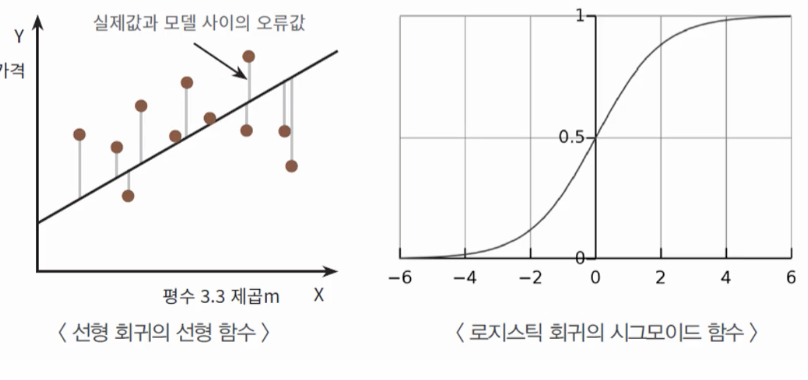 실제값과 모델 사이의 오류값
Y
가격
평수 3.3 제곱m
X
〈 선형 회귀의 선형 함수 〉
1
0.5
0
−6 −4 −2 0 2 4 6
〈 로지스틱 회귀의 시그모이드 함수 〉